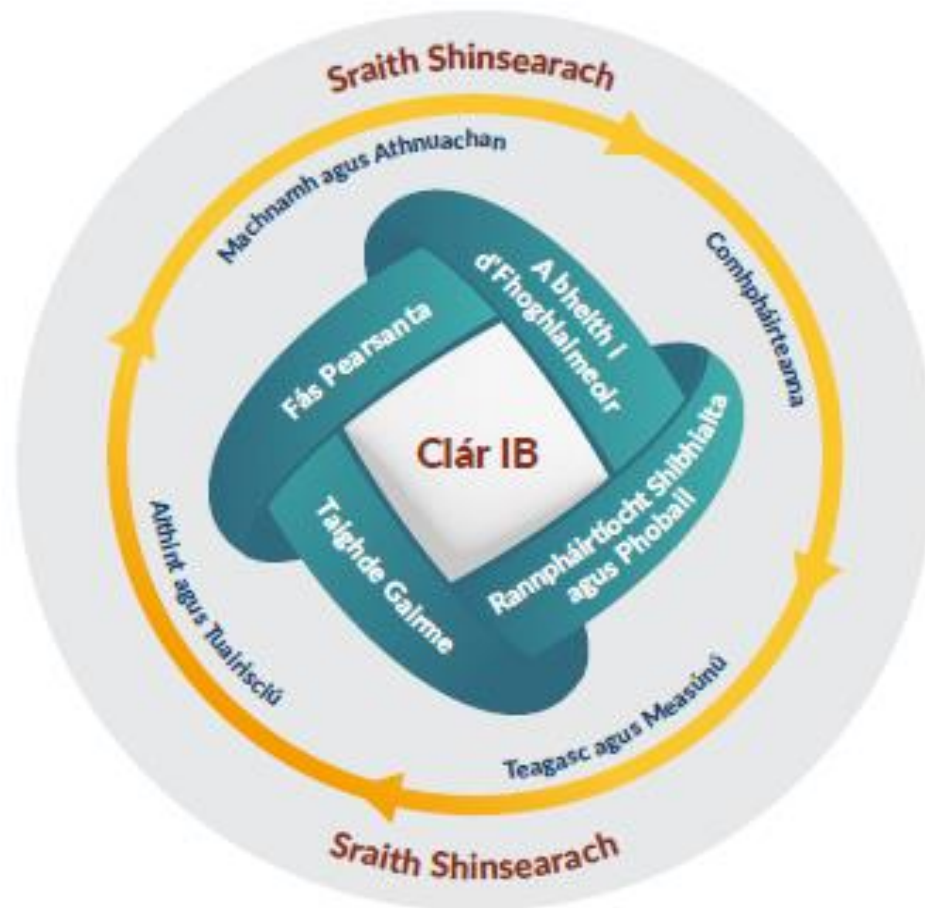 Sraith Shinsearach
Machnamh agus Athnuachan
Comhpháirteanna
A bheith i
d'Fhoghlaimeoir
Fás Pearsanta
Clár IB
Rannpháirtíocht Shibhialta
agus Phobail
Taighde Gairme
Aithint agus Tuairisciú
Teagasc agus Measúnú
Sraith Shinsearach